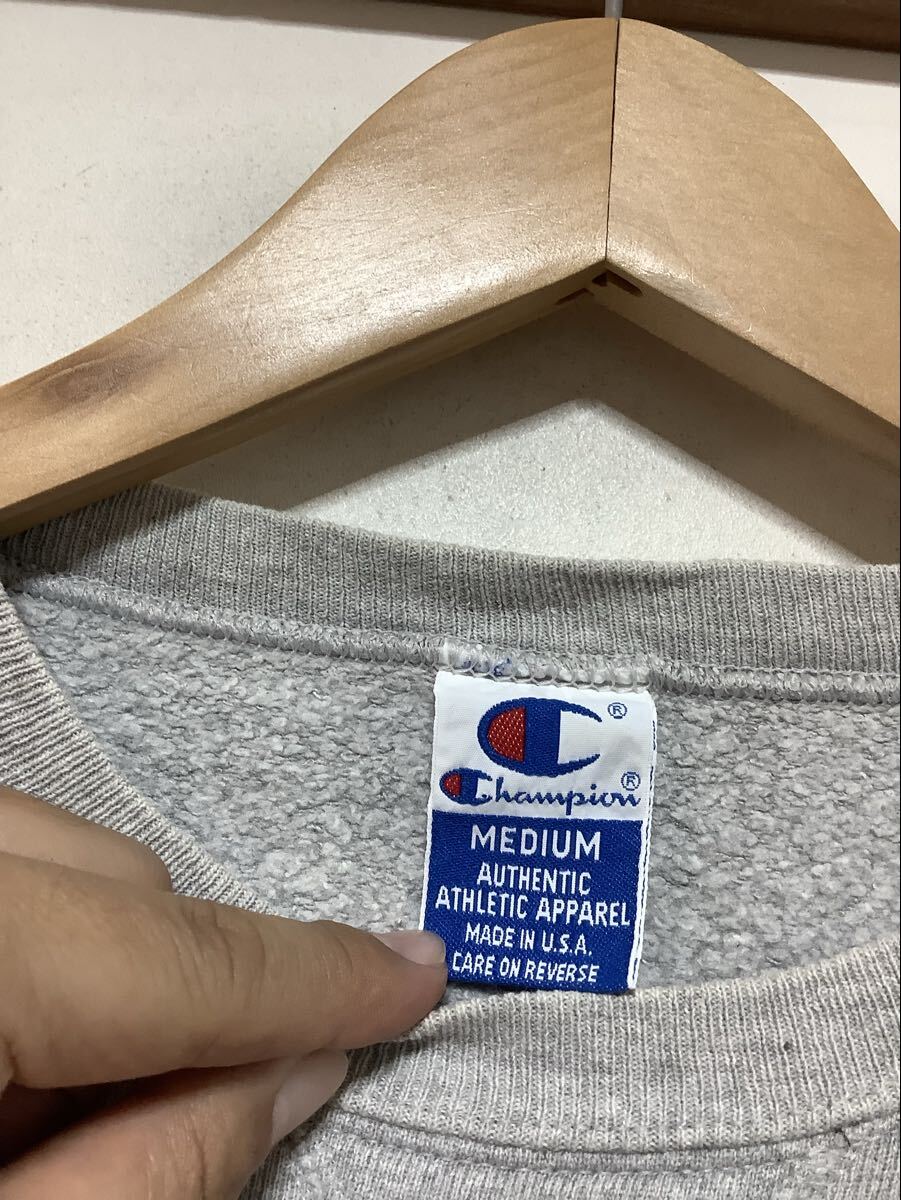 ®
Champion®
MEDIUM
AUTHENTIC
ATHLETIC APPAREL
MADE IN U.S.A.
CARE ON REVERSE